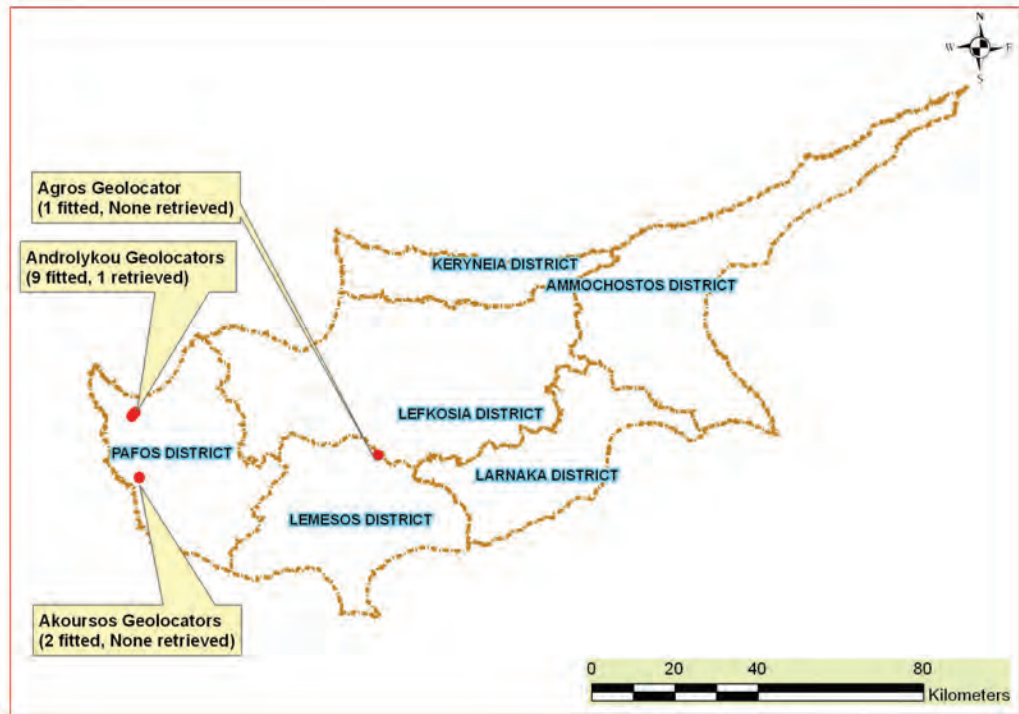 N
W E
S
Agros Geolocator
(1 fitted, None retrieved)
Androlykou Geolocators
(9 fitted, 1 retrieved)
KERYNEIA DISTRICT
AMMOCHOSTOS DISTRICT
LEFKOSIA DISTRICT
PAFOS DISTRICT
LARNAKA DISTRICT
LEMESOS DISTRICT
Akoursos Geolocators
(2 fitted, None retrieved)
0 20 40 80
Kilometers